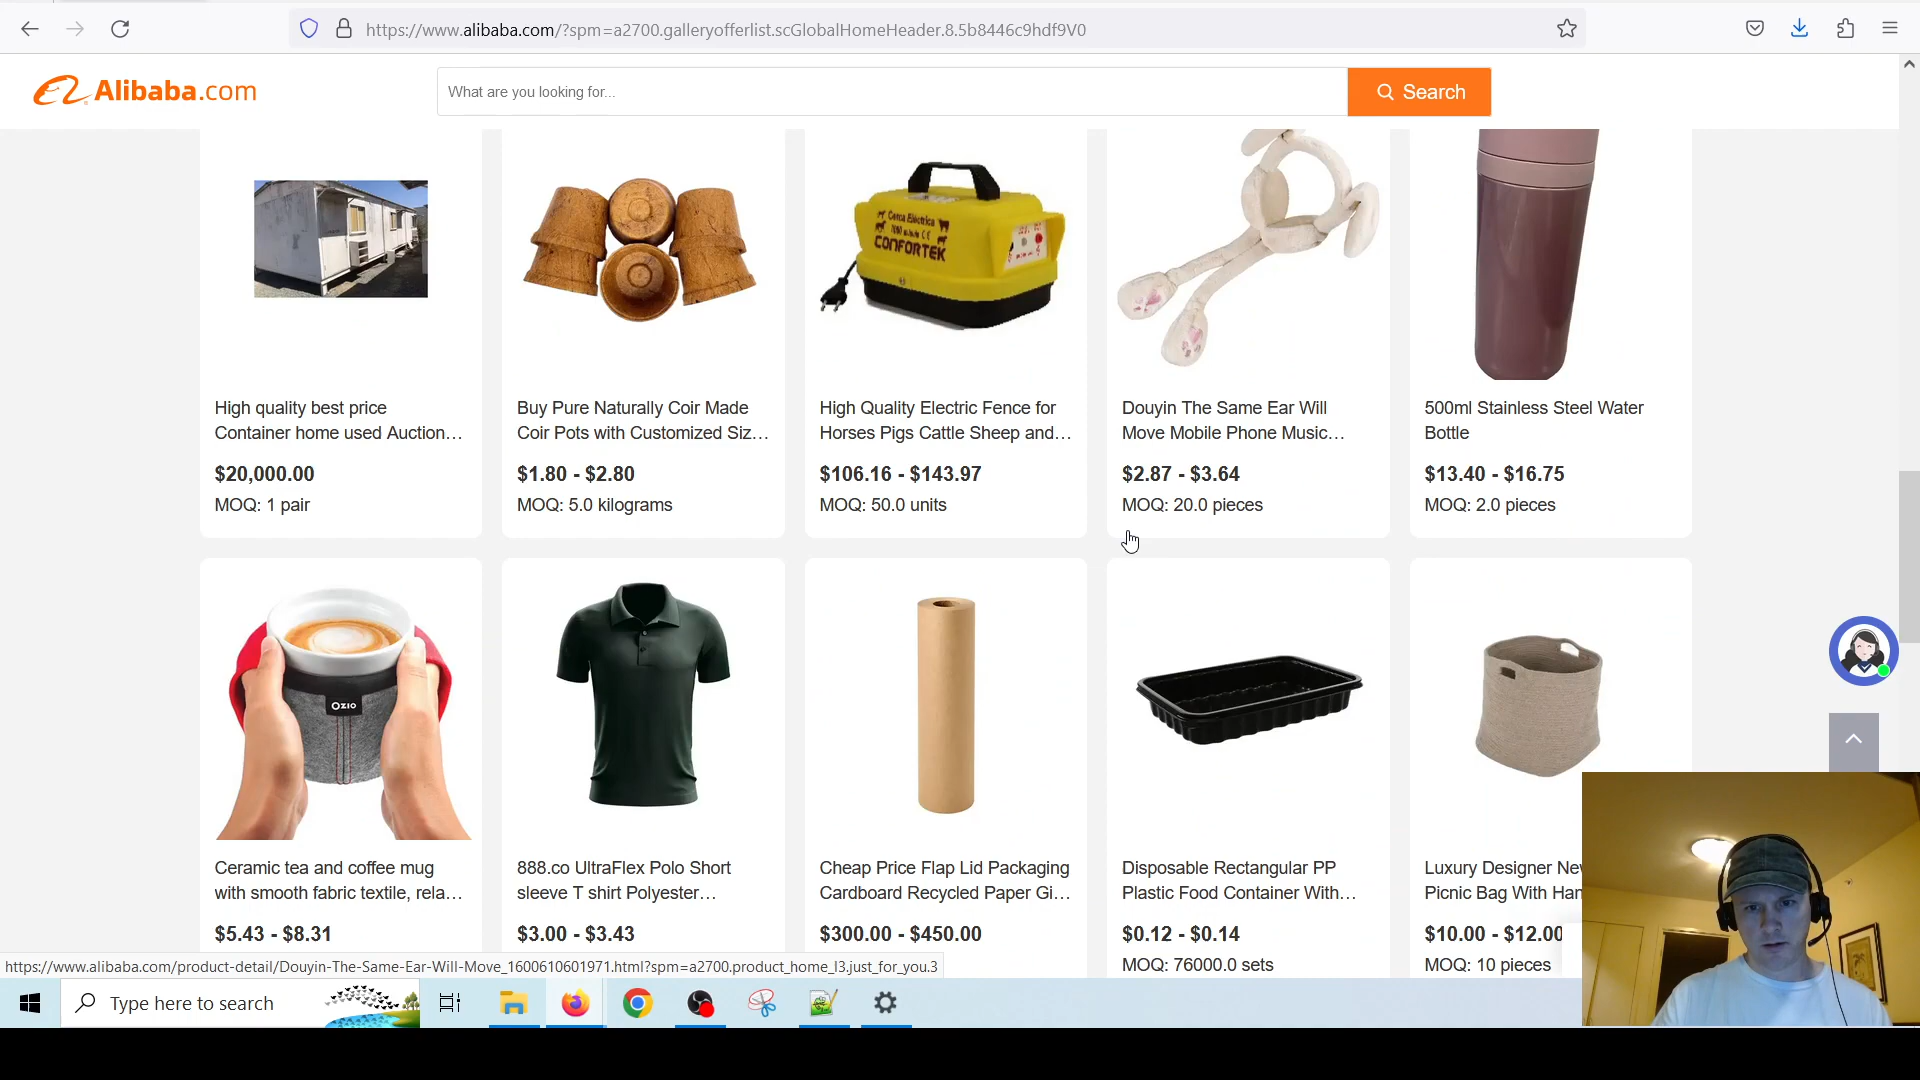 https://www.alibaba.com/?spm=a2700.galleryofferlist.scGlobalHomeHeader.8.5b8446c9hdf9V0
Alibaba.com
What are you looking for...
Search
Cerca Eléctrica
CONFORTEK
High quality best price
Container home used Auction...
$20,000.00
MOQ: 1 pair
Buy Pure Naturally Coir Made
Coir Pots with Customized Siz...
$1.80 - $2.80
MOQ: 5.0 kilograms
High Quality Electric Fence for
Horses Pigs Cattle Sheep and...
$106.16 - $143.97
MOQ: 50.0 units
Douyin The Same Ear Will
Move Mobile Phone Music...
$2.87 - $3.64
MOQ: 20.0 pieces
500ml Stainless Steel Water
Bottle
$13.40 - $16.75
MOQ: 2.0 pieces
OZIO
Ceramic tea and coffee mug
with smooth fabric textile, rela...
$5.43 - $8.31
888.co UltraFlex Polo Short
sleeve T shirt Polyester...
$3.00 - $3.43
Cheap Price Flap Lid Packaging
Cardboard Recycled Paper Gi...
$300.00 - $450.00
Disposable Rectangular PP
Plastic Food Container With...
$0.12 - $0.14
MOQ: 76000.0 sets
Luxury Designer Ne
Picnic Bag With Han
$10.00 - $12.00
MOQ: 10 pieces
https://www.alibaba.com/product-detail/Douyin-The-Same-Ear-Will-Move_1600610601971.html?spm=a2700.product_home_l3.just_for_you.3
Type here to search